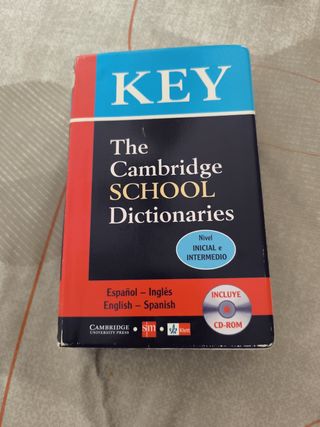 KEY
The
Cambridge
SCHOOL
Dictionaries
Nivel
INICIAL e
INTERMEDIO
Español – Inglés
English – Spanish
INCLUYE
CD-ROM
CAMBRIDGE
UNIVERSITY PRESS
sm
Klett